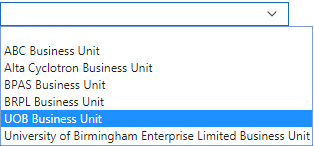 ABC Business Unit
Alta Cyclotron Business Unit
BPAS Business Unit
BRPL Business Unit
UOB Business Unit
University of Birmingham Enterprise Limited Business Unit